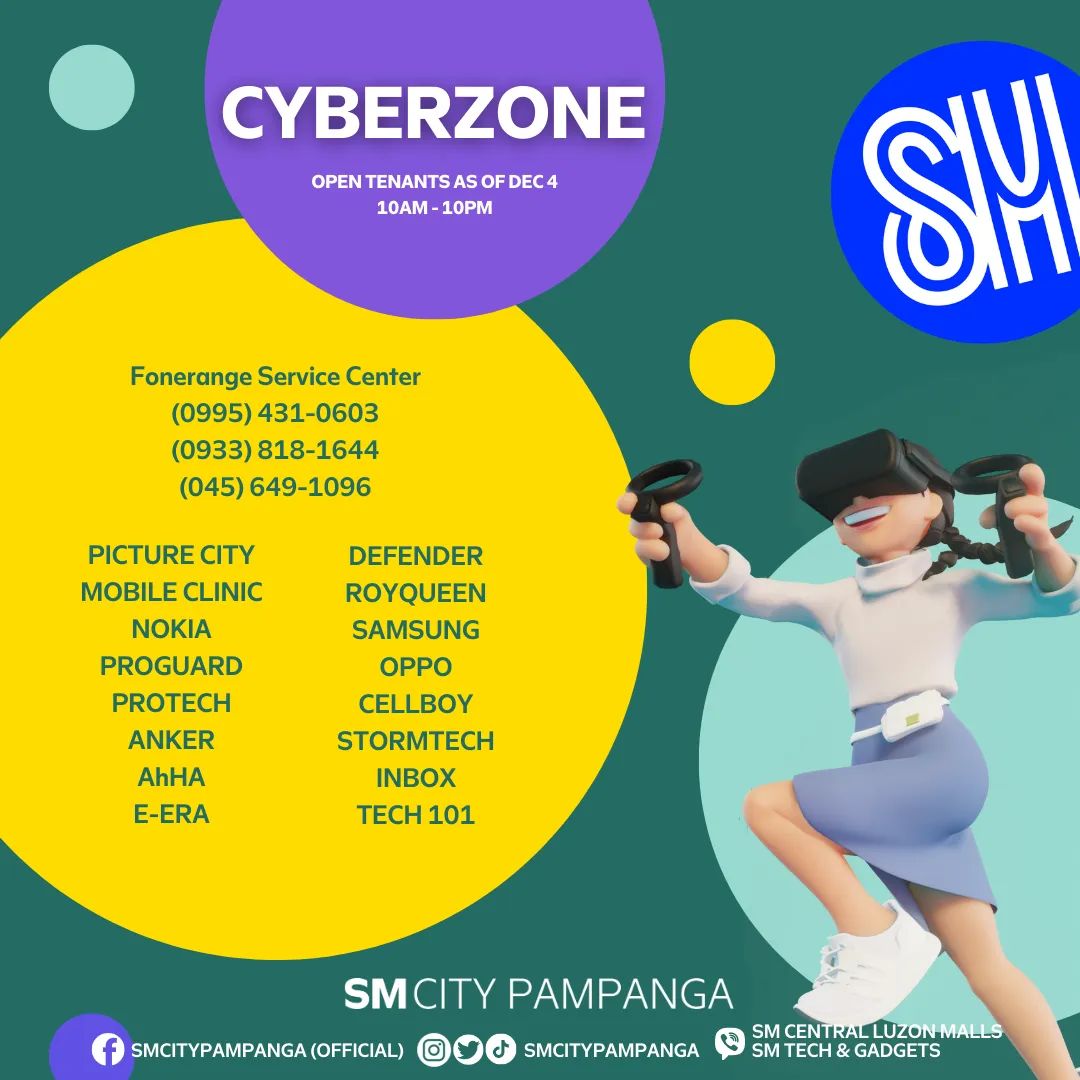 CYBERZONE
OPEN TENANTS AS OF DEC 4
10AM - 10PM
SM
Fonerange Service Center
(0995) 431-0603
(0933) 818-1644
(045) 649-1096
PICTURE CITY
MOBILE CLINIC
NOKIA
PROGUARD
PROTECH
ANKER
AhHA
E-ERA
DEFENDER
ROYQUEEN
SAMSUNG
OPPO
CELLBOY
STORMTECH
INBOX
TECH 101
SM CITY PAMPANGA
SMCITYPAMPANGA (OFFICIAL)
SMCITYPAMPANGA
SM CENTRAL LUZON MALLS
SM TECH & GADGETS